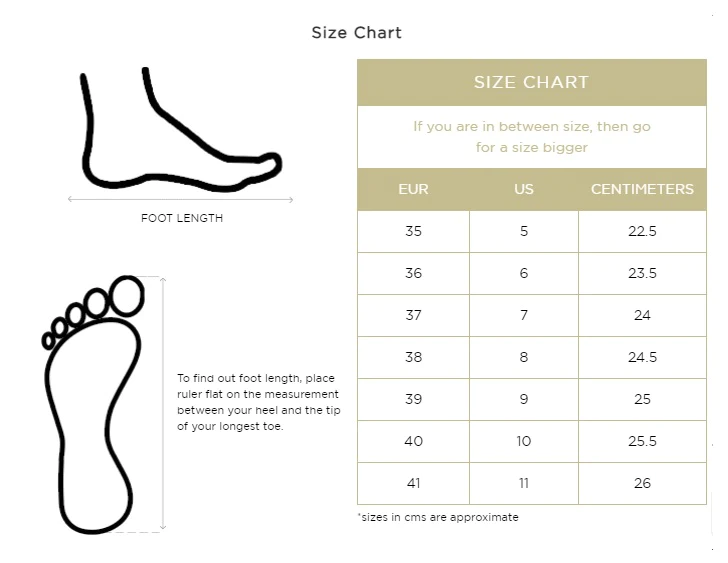 Size Chart
FOOT LENGTH
To find out foot length, place
ruler flat on the measurement
between your heel and the tip
of your longest toe.
SIZE CHART
If you are in between size, then go
for a size bigger
EUR US CENTIMETERS
35 5 22.5
36 6 23.5
37 7 24
38 8 24.5
39 9 25
40 10 25.5
41 11 26
*sizes in cms are approximate